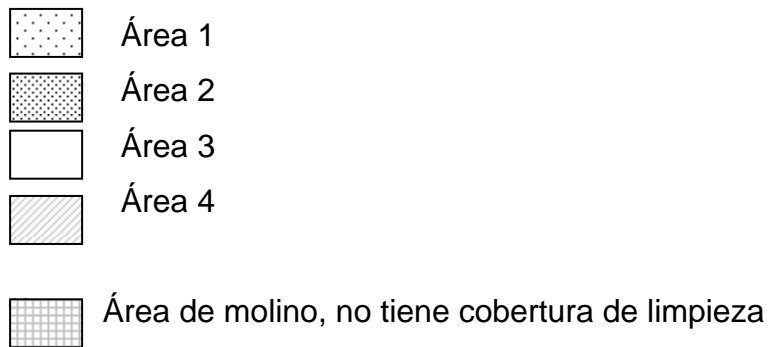 Área 1
Área 2
Área 3
Área 4
Área de molino, no tiene cobertura de limpieza